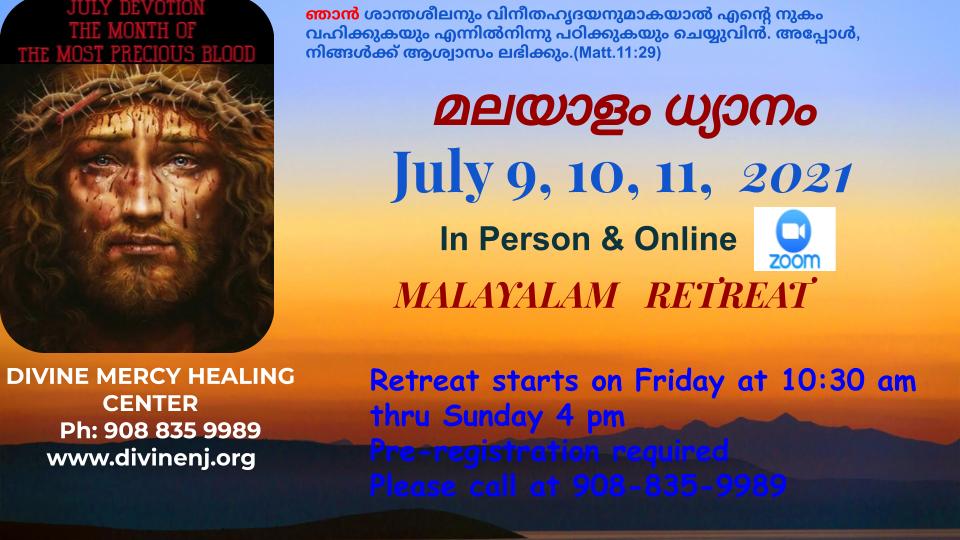 JULY DEVOTION
THE MONTH OF
THE MOST PRECIOUS BLOOD
ഞാൻ ശാന്തശീലനും വിനീതഹൃദയനുമാകയാൽ എന്റെ നുകം
വഹിക്കുകയും എന്നിൽനിന്നു പഠിക്കുകയും ചെയ്യുവിൻ. അപ്പോൾ,
നിങ്ങൾക്ക് ആശ്വാസം ലഭിക്കും.(Matt.11:29)
മലയാളം ധ്യാനം
July 9, 10, 11, 2021
In Person & Online
zoom
MALAYALAM RETREAT
DIVINE MERCY HEALING
CENTER
Ph: 908 835 9989
www.divinenj.org
Retreat starts on Friday at 10:30 am
thru Sunday 4 pm
Pre-registration required
Please call at 908-835-9989